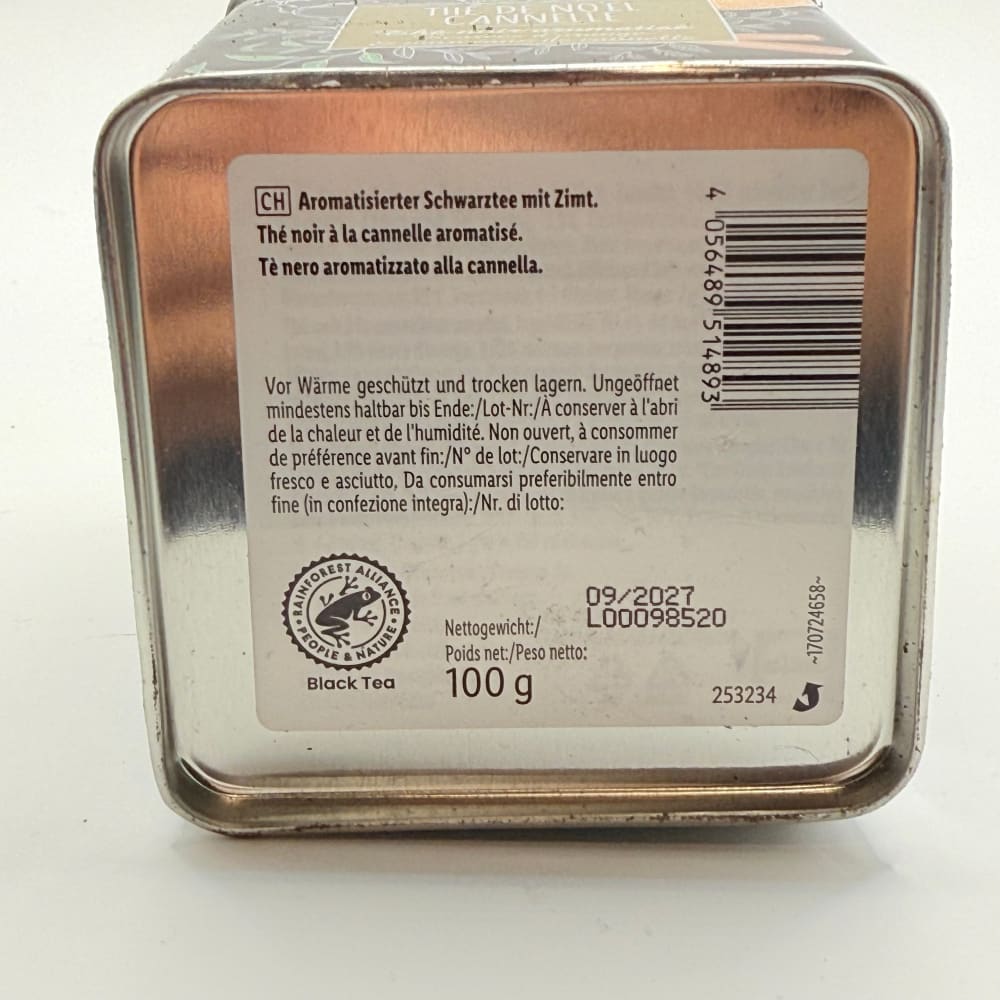 THÉ DE NOËL
CANNELLE
CH Aromatisierter Schwarztee mit Zimt.
Thé noir à la cannelle aromatisé.
Tè nero aromatizzato alla cannella.
4 056489 514893
Vor Wärme geschützt und trocken lagern. Ungeöffnet
mindestens haltbar bis Ende:/Lot-Nr:/À conserver à l'abri
de la chaleur et de l'humidité. Non ouvert, à consommer
de préférence avant fin:/N° de lot:/Conservare in luogo
fresco e asciutto, Da consumarsi preferibilmente entro
fine (in confezione integra):/Nr. di lotto:
RAINFOREST ALLIANCE
PEOPLE & NATURE
Black Tea
Nettogewicht:/
Poids net:/Peso netto:
100 g
09/2027
L00098520
253234
~170724658~